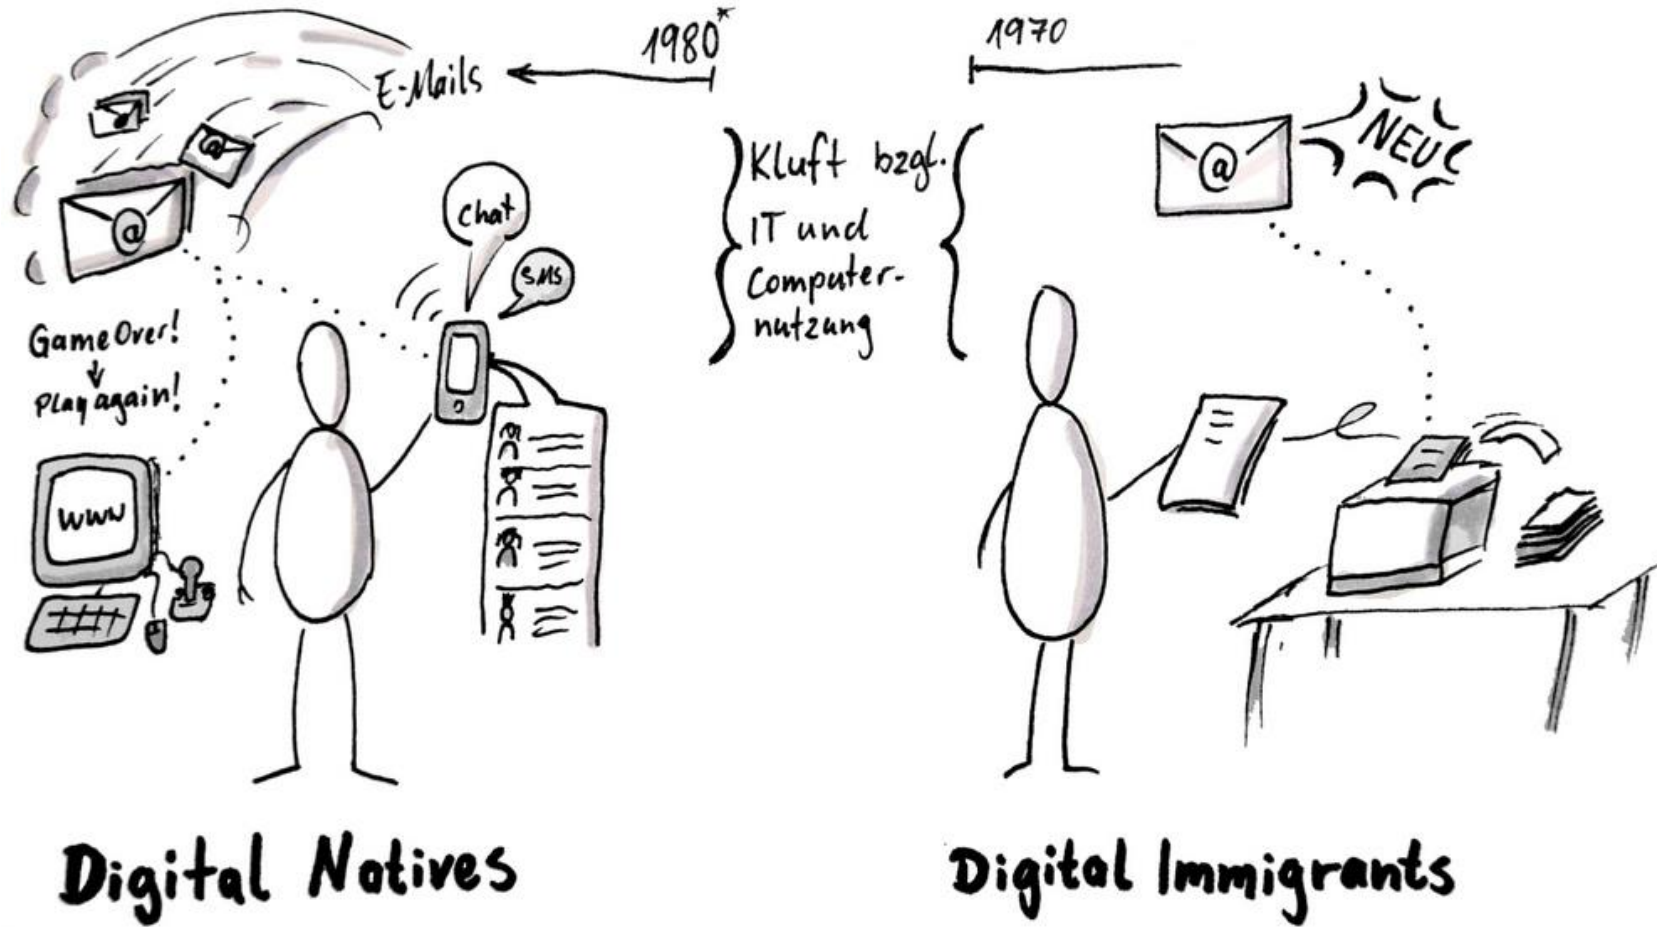 E-Mails
1980*
1970
@
@
Chat
SMS
Game Over!
Play again!
WWW
Kluft bzgl.
IT und
Computer-
nutzung
NEU
@
Digital Natives
Digital Immigrants